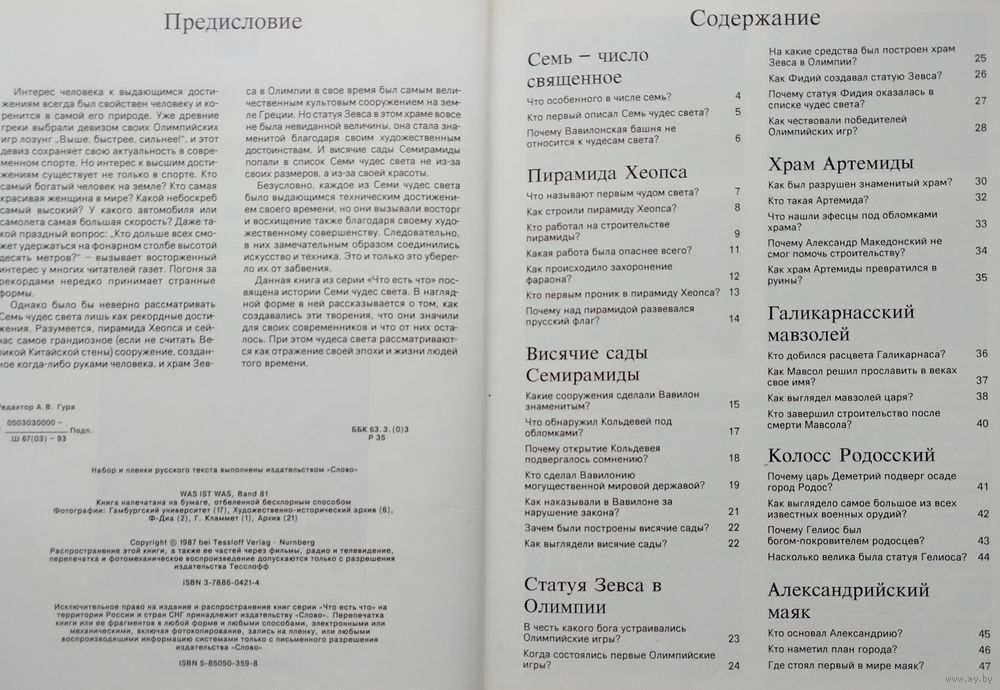 Предисловие
Интерес человека к выдающимся дости-
жениям всегда был свойствен человеку и ко-
ренится в самой его природе. Уже древние
греки выбрали девизом своих Олимпийских
игр лозунг „Выше, быстрее, сильнее!“, и этот
девиз сохраняет свою актуальность в совре-
менном спорте. Но интерес к высшим дости-
жениям существует не только в спорте. Кто
самый богатый человек на земле? Кто самая
красивая женщина в мире? Какой небоскреб
самый высокий? У какого автомобиля или
самолета самая большая скорость? Даже та-
кой праздный вопрос: „Кто дольше всех смо-
жет удержаться на фонарном столбе высотой
десять метров?“ – вызывает восторженный
интерес у многих читателей газет. Погоня за
рекордами нередко принимает странные
формы.
Однако было бы неверно рассматривать
Семь чудес света лишь как рекордные дости-
жения. Разумеется, пирамида Хеопса и сей-
час самое грандиозное (если не считать Ве-
ликой Китайской стены) сооружение, создан-
ное когда-либо руками человека, и храм Зев-
са в Олимпии в свое время был самым вели-
чественным культовым сооружением на зем-
ле Греции. Но статуя Зевса в этом храме вовсе
не была невиданной величины, она стала зна-
менитой благодаря своим художественным
достоинствам. И висячие сады Семирамиды
попали в список Семи чудес света не из-за
своих размеров, а из-за своей красоты.
Безусловно, каждое из Семи чудес света
было выдающимся техническим достижени-
ем своего времени, но они вызывали восторг
и восхищение также благодаря своему худо-
жественному совершенству. Следовательно,
в них замечательным образом соединились
искусство и техника. Это и только это уберег-
ло их от забвения.
Данная книга из серии «Что есть что» пос-
вящена истории Семи чудес света. В нагляд-
ной форме в ней рассказывается о том, как
создавались эти творения, что они значили
для своих современников и что от них оста-
лось. При этом чудеса света рассматривают-
ся как отражение своей эпохи и жизни людей
того времени.
Редактор А. В. Гура
0503030000 –
Подл.
Ш 67(03) – 93
ББК 63.3.(0)3
Р 35
Набор и пленки русского текста выполнены издательством «Слово»
WAS IST WAS, Band 81
Книга напечатана на бумаге, отбеленной бесхлорным способом
Фотографии: Гамбургский университет (17), Художественно-исторический архив (6),
Ф-Диа (2), Г. Кламмет (1), Архив (21)
Copyright © 1987 bei Tessloff Verlag · Nurnberg
Распространение этой книги, а также ее частей через фильмы, радио и телевидение,
перепечатка и фотомеханическое воспроизведение допускаются только с разрешения
издательства Тесслофф
ISBN 3-7886-0421-4
Исключительное право на издание и распространение книг серии «Что есть что» на
территории России и стран СНГ принадлежит издательству «Слово». Перепечатка
книги или ее фрагментов в любой форме и любыми способами, электронными или
механическими, включая фотокопирование, запись на пленку, или любыми
воспроизводящими информацию системами только с письменного разрешения
издательства «Слово»
ISBN 5-85050-359-8
Содержание
Семь – число
священное
Что особенного в числе семь? 4
Кто первый описал Семь чудес света? 5
Почему Вавилонская башня не
относится к чудесам света? 6
Пирамида Хеопса
Что называют первым чудом света? 7
Как строили пирамиду Хеопса? 8
Кто работал на строительстве
пирамиды? 9
Какая работа была опаснее всего? 11
Как происходило захоронение
фараона? 12
Кто первым проник в пирамиду Хеопса? 13
Почему над пирамидой развевался
прусский флаг? 14
Висячие сады
Семирамиды
Какие сооружения сделали Вавилон
знаменитым? 15
Что обнаружил Кольдевей под
обломками? 17
Почему открытие Кольдевея
подвергалось сомнению? 18
Кто сделал Вавилонию
могущественной мировой державой? 19
Как наказывали в Вавилоне за
нарушение закона? 21
Зачем были построены висячие сады? 22
Как выглядели висячие сады? 22
Статуя Зевса в
Олимпии
В честь какого бога устраивались
Олимпийские игры? 23
Когда состоялись первые Олимпийские
игры? 24
На какие средства был построен храм
Зевса в Олимпии? 25
Как Фидий создавал статую Зевса? 26
Почему статуя Фидия оказалась в
списке чудес света? 27
Как чествовали победителей
Олимпийских игр? 28
Храм Артемиды
Как был разрушен знаменитый храм? 30
Кто такая Артемида? 32
Что нашли эфесцы под обломками
храма? 33
Почему Александр Македонский не
смог помочь строительству? 34
Как храм Артемиды превратился в
руины? 35
Галикарнасский
мавзолей
Кто добился расцвета Галикарнаса? 36
Как Мавсол решил прославить в веках
свое имя? 37
Как выглядел мавзолей царя? 38
Кто завершил строительство после
смерти Мавсола? 40
Колосс Родосский
Почему царь Деметрий подверг осаде
город Родос? 41
Как выглядело самое большое из всех
известных военных орудий? 42
Почему Гелиос был
богом-покровителем родосцев? 43
Насколько велика была статуя Гелиоса? 44
Александрийский
маяк
Кто основал Александрию? 45
Кто наметил план города? 46
Где стоял первый в мире маяк? 47
www.ay.by